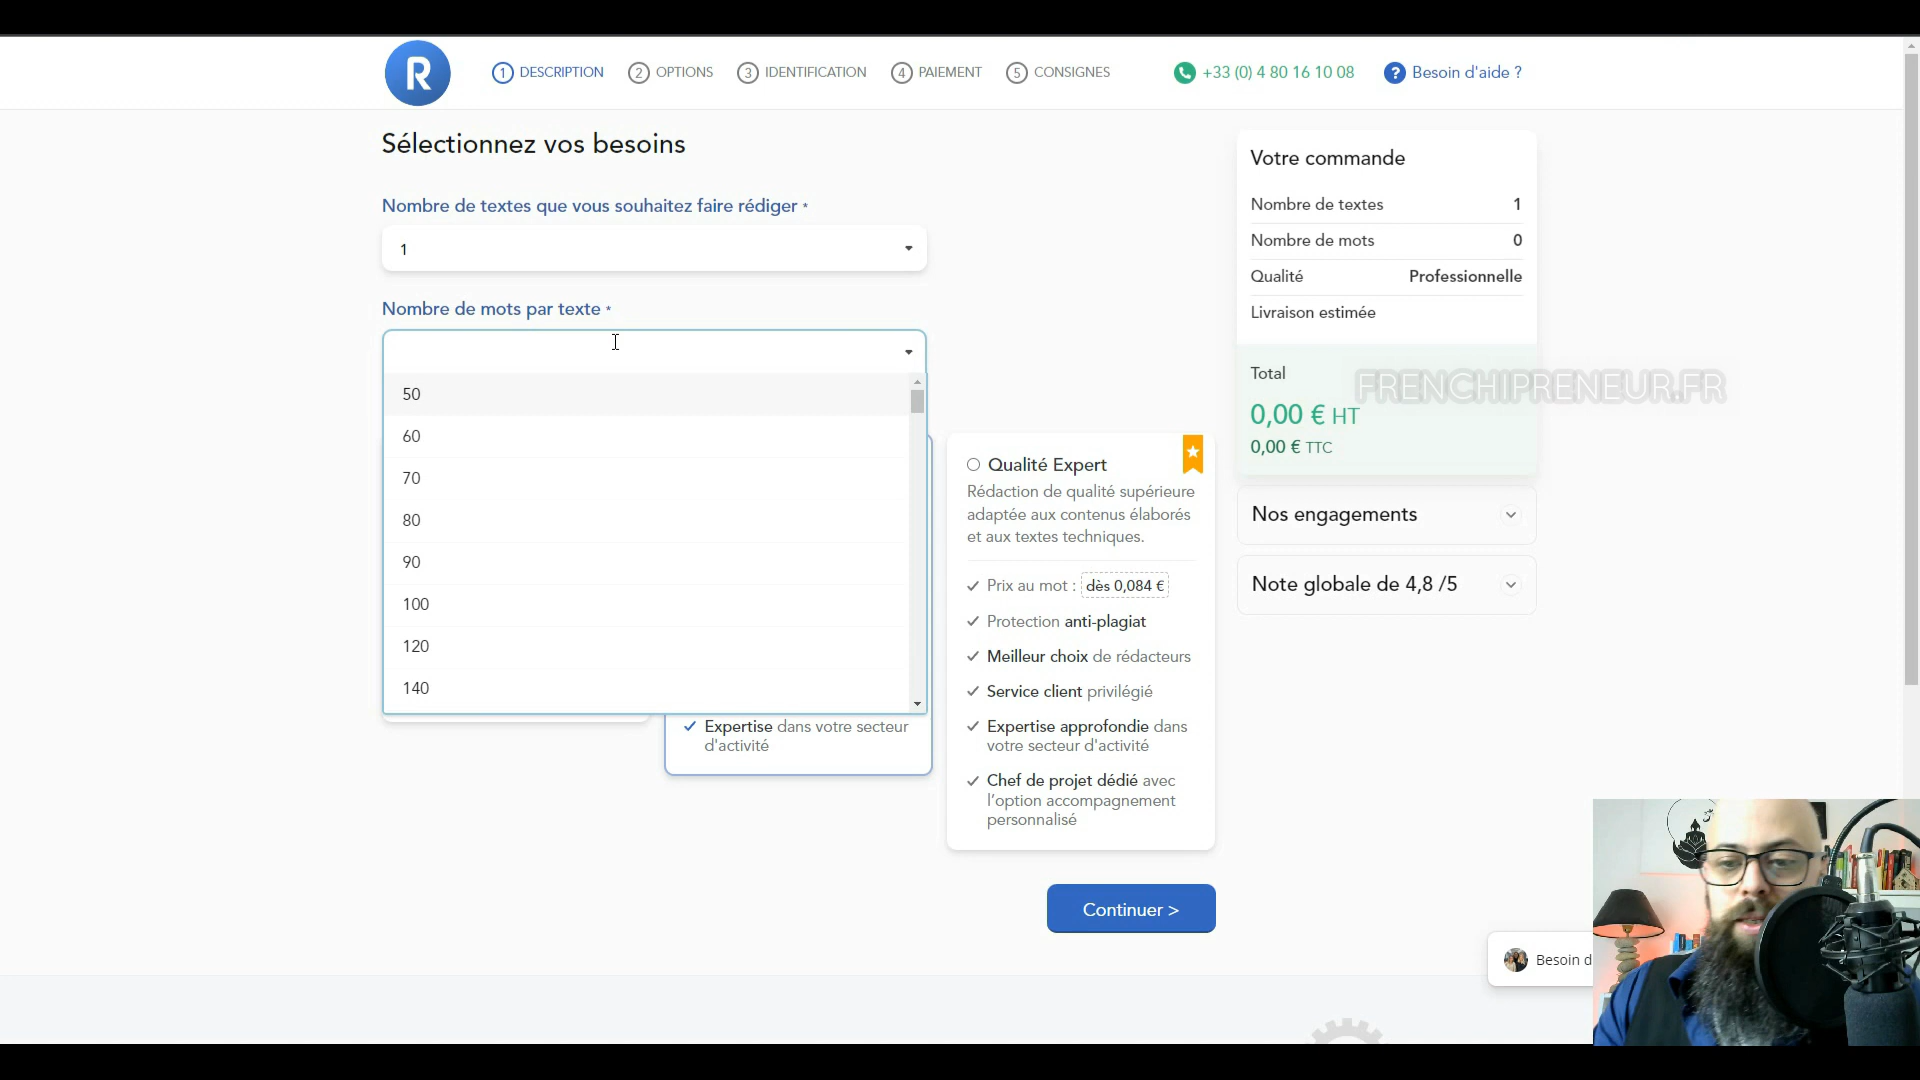 R
1 DESCRIPTION
2 OPTIONS
3 IDENTIFICATION
4 PAIEMENT
5 CONSIGNES
+33 (0) 4 80 16 10 08
? Besoin d'aide ?
Sélectionnez vos besoins
Nombre de textes que vous souhaitez faire rédiger *
1
Nombre de mots par texte *
50
60
70
80
90
100
120
140
Expertise dans votre secteur
d'activité
Qualité Expert
Rédaction de qualité supérieure
adaptée aux contenus élaborés
et aux textes techniques.
Prix au mot : dès 0,084 €
Protection anti-plagiat
Meilleur choix de rédacteurs
Service client privilégié
Expertise approfondie dans
votre secteur d'activité
Chef de projet dédié avec
l'option accompagnement
personnalisé
Continuer >
Votre commande
Nombre de textes 1
Nombre de mots 0
Qualité Professionnelle
Livraison estimée
Total
0,00 € HT
0,00 € TTC
FRENCHIPRENEUR.FR
Nos engagements
Note globale de 4,8 /5
Besoin d